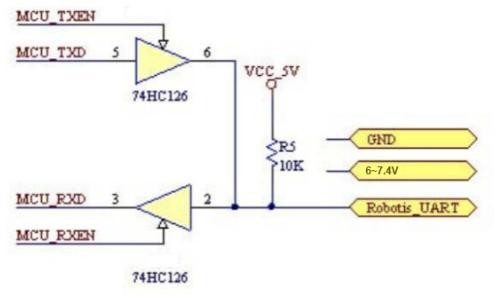 MCU_TXEN
MCU_TXD 5 6
74HC126
VCC_5V
R5
10K
GND
6~7.4V
MCU_RXD 3 2
Robotis_UART
MCU_RXEN
74HC126